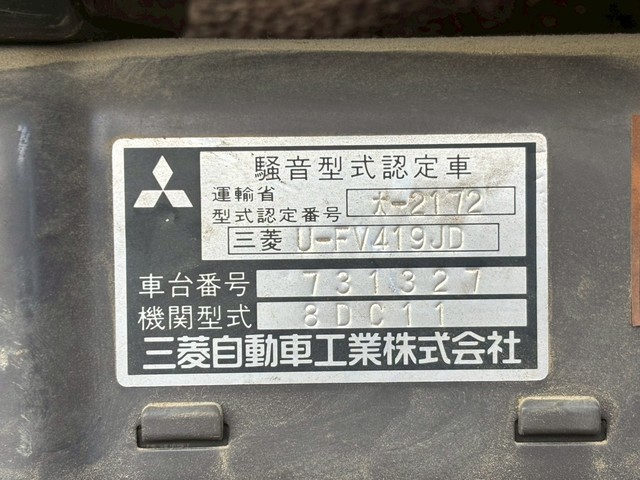 騒音型式認定車
運輸省
型式認定番号 大-2172
三菱 U-FV419JD
車台番号 731327
機関型式 8DC11
三菱自動車工業株式会社